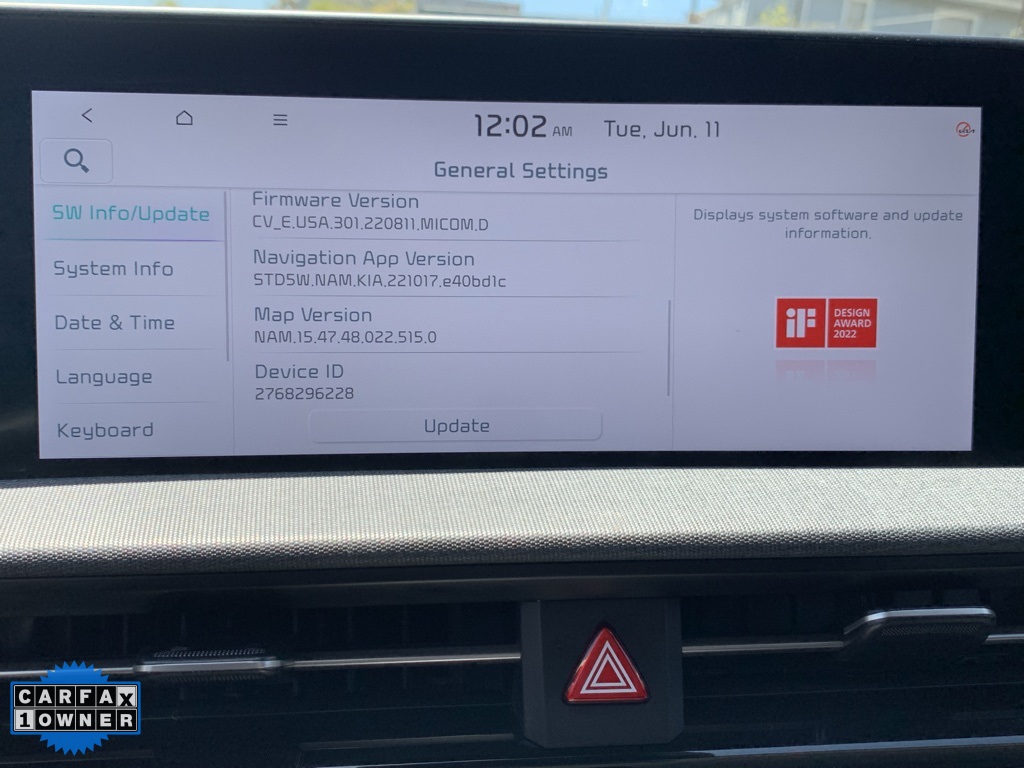 12:02 AM Tue, Jun. 11
General Settings
SW Info/Update
System Info
Date & Time
Language
Keyboard
Firmware Version
CV_E.USA.301.220811.MICOM.D
Navigation App Version
STD5W.NAM.KIA.221017.e40bd1c
Map Version
NAM.15.47.48.022.515.0
Device ID
2768296228
Update
Displays system software and update
information.
iF DESIGN
AWARD
2022
CARFAX
1 OWNER